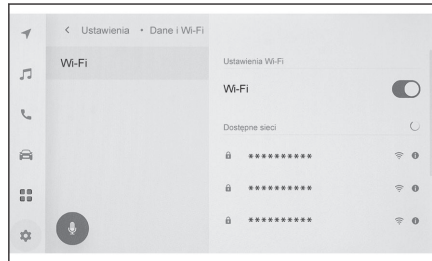 < Ustawienia • Dane i Wi-Fi
Wi-Fi
Ustawienia Wi-Fi
Wi-Fi
Dostępne sieci
**********
**********
**********